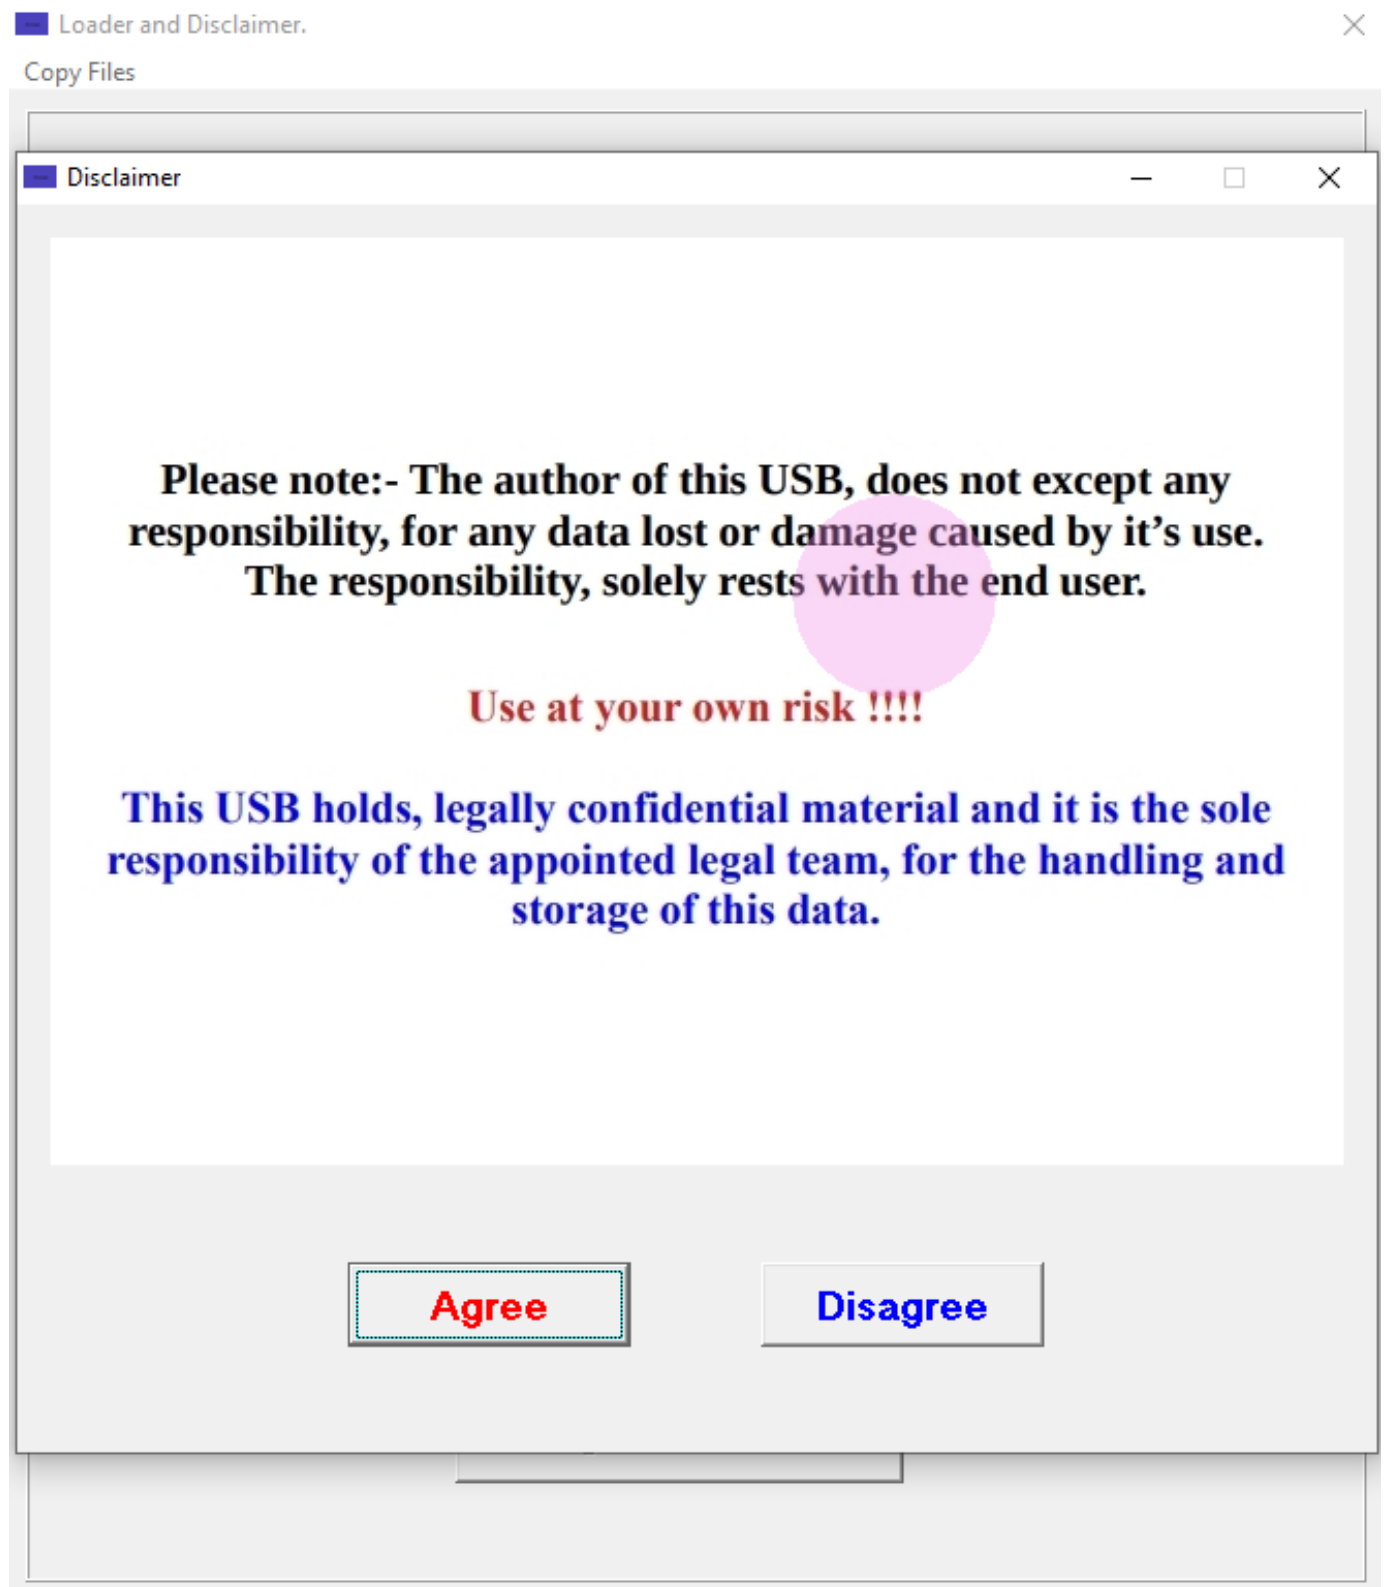 Loader and Disclaimer.
Copy Files
Disclaimer
Please note:- The author of this USB, does not except any
responsibility, for any data lost or damage caused by it’s use.
The responsibility, solely rests with the end user.
Use at your own risk !!!!
This USB holds, legally confidential material and it is the sole
responsibility of the appointed legal team, for the handling and
storage of this data.
Agree
Disagree